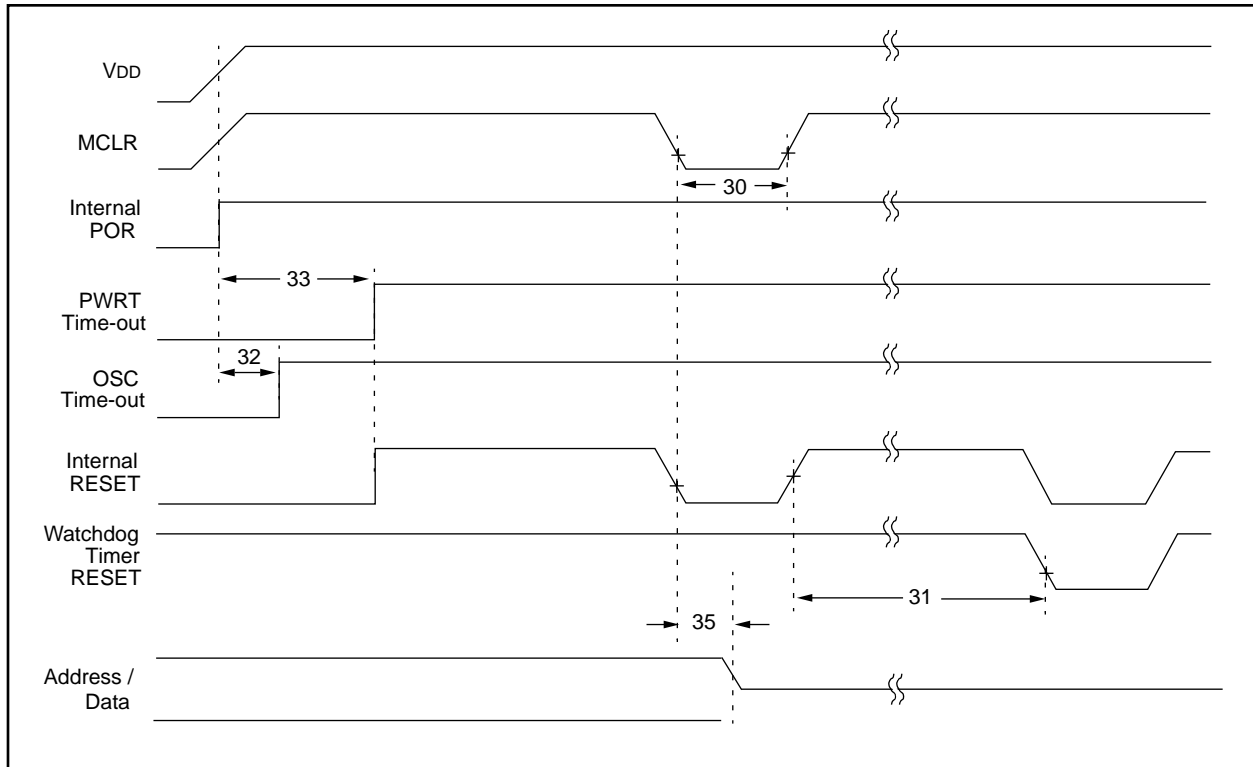 VDD
MCLR
30
Internal
POR
33
PWRT
Time-out
32
OSC
Time-out
Internal
RESET
Watchdog
Timer
RESET
31
35
Address /
Data